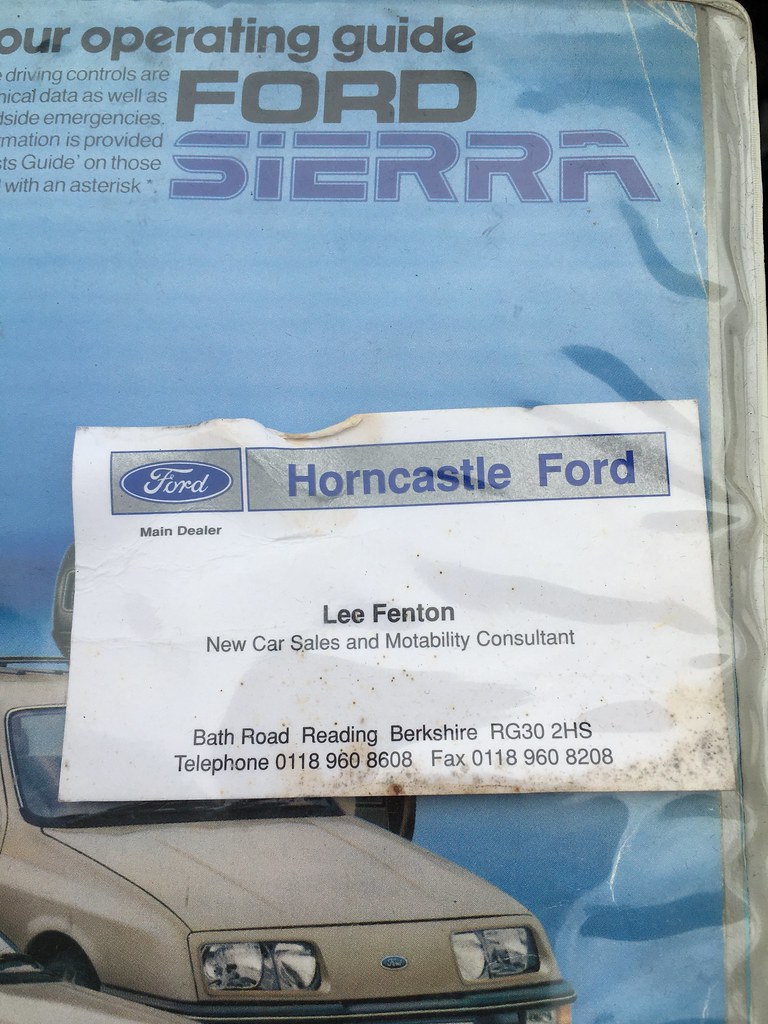 our operating guide
driving controls are
nical data as well as
dside emergencies.
rmation is provided
sts Guide' on those
with an asterisk *.
FORD
SIERRA
Ford
Horncastle Ford
Main Dealer
Lee Fenton
New Car Sales and Motability Consultant
Bath Road Reading Berkshire RG30 2HS
Telephone 0118 960 8608 Fax 0118 960 8208
Ford